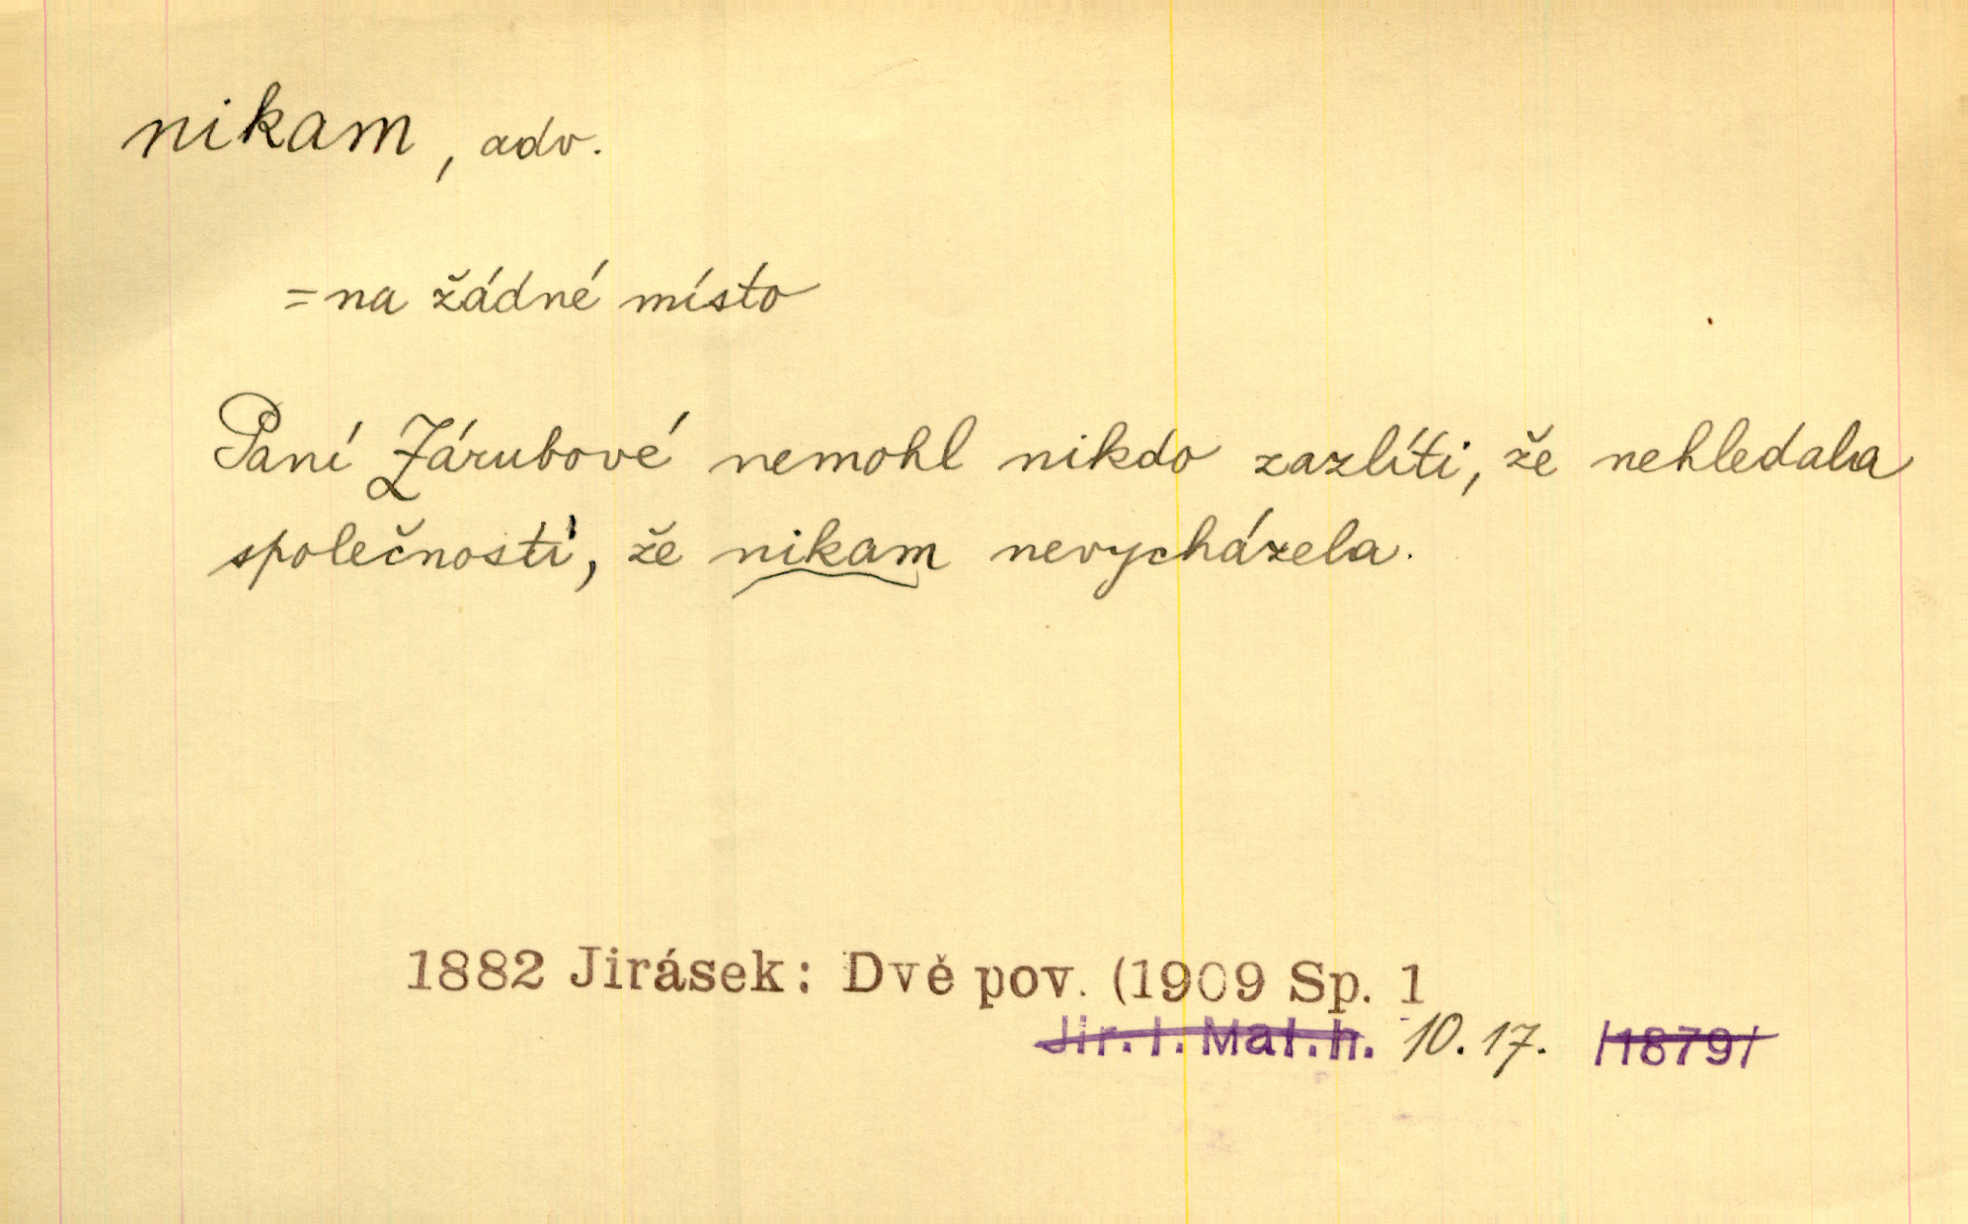 nikam, adv.
= na žádné místo
Paní Zárubové nemohl nikdo zazlíti, že nehledala
společnosti, že nikam nevycházela.
1882 Jirásek: Dvě pov. (1909 Sp. 1
Jir. I. Mal. h. 10. 17. /1879/